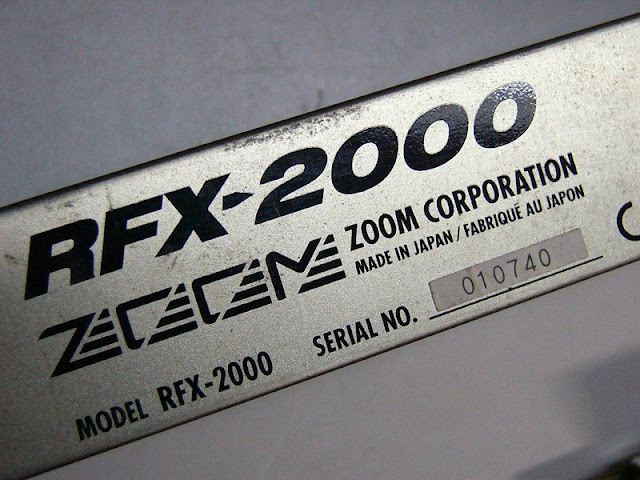 RFX-2000
ZOOM ZOOM CORPORATION
MADE IN JAPAN / FABRIQUÉ AU JAPON
MODEL RFX-2000 SERIAL NO. 010740